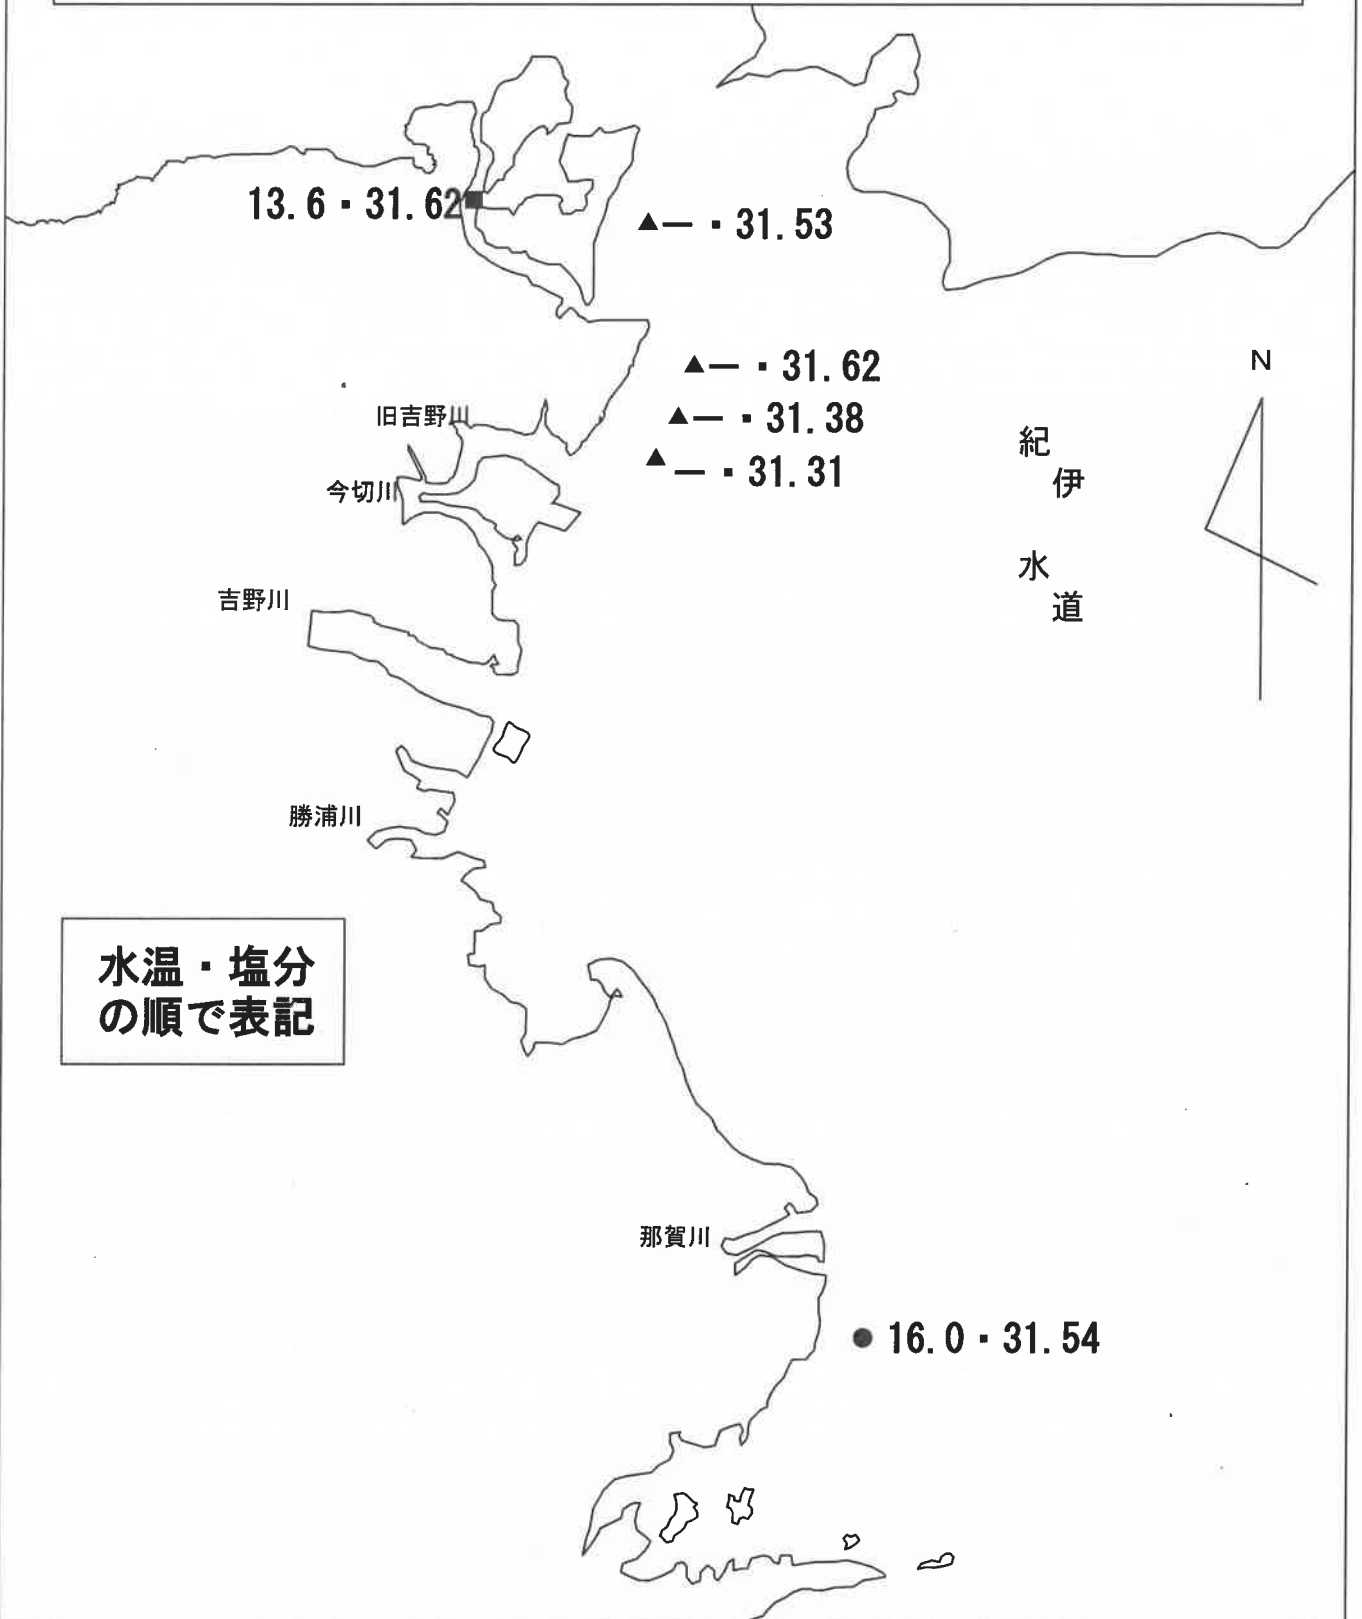 13.6・31.62
▲ー・31.53
▲ー・31.62
N
旧吉野川
▲ー・31.38
紀伊水道
▲ー・31.31
今切川
吉野川
勝浦川
水温・塩分
の順で表記
那賀川
● 16.0・31.54